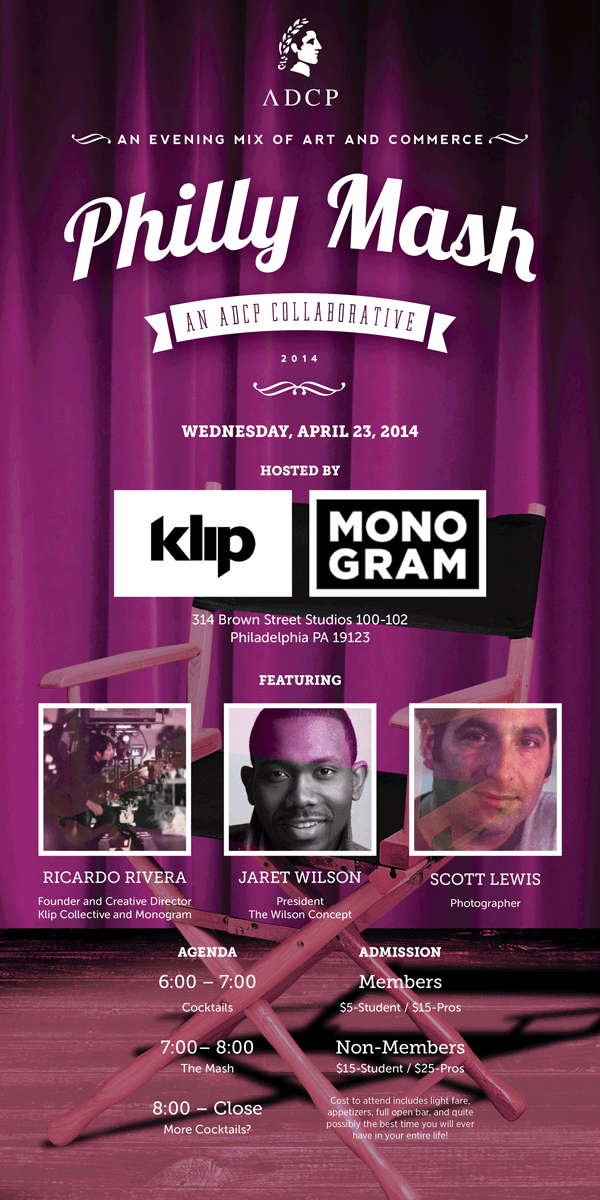 ADCP
AN EVENING MIX OF ART AND COMMERCE
Philly Mash
AN ADCP COLLABORATIVE
2014
WEDNESDAY, APRIL 23, 2014
HOSTED BY
klip
MONO
GRAM
314 Brown Street Studios 100-102
Philadelphia PA 19123
FEATURING
RICARDO RIVERA
Founder and Creative Director
Klip Collective and Monogram
JARET WILSON
President
The Wilson Concept
SCOTT LEWIS
Photographer
AGENDA
6:00 – 7:00
Cocktails
7:00– 8:00
The Mash
8:00 – Close
More Cocktails?
ADMISSION
Members
$5-Student / $15-Pros
Non-Members
$15-Student / $25-Pros
Cost to attend includes light fare,
appetizers, full open bar, and quite
possibly the best time you will ever
have in your entire life!